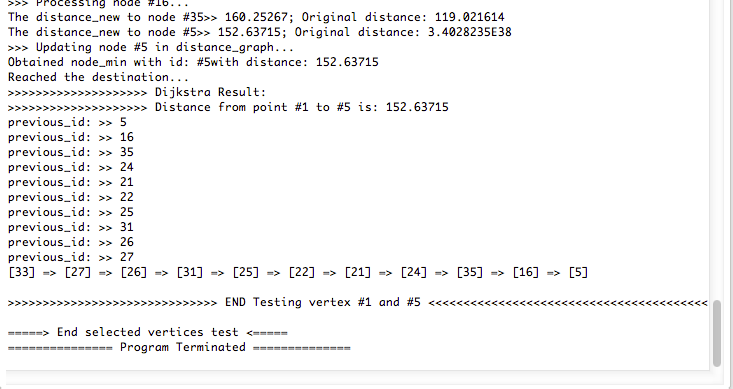 >>> Processing node #16...
The distance_new to node #35>> 160.25267; Original distance: 119.021614
The distance_new to node #5>> 152.63715; Original distance: 3.4028235E38
>>> Updating node #5 in distance_graph...
Obtained node_min with id: #5with distance: 152.63715
Reached the destination...
>>>>>>>>>>>>>>>>>>>> Dijkstra Result:
>>>>>>>>>>>>>>>>>>>> Distance from point #1 to #5 is: 152.63715
previous_id: >> 5
previous_id: >> 16
previous_id: >> 35
previous_id: >> 24
previous_id: >> 21
previous_id: >> 22
previous_id: >> 25
previous_id: >> 31
previous_id: >> 26
previous_id: >> 27
[33] => [27] => [26] => [31] => [25] => [22] => [21] => [24] => [35] => [16] => [5]
>>>>>>>>>>>>>>>>>>>>>>>>>>>>>> END Testing vertex #1 and #5 <<<<<<<<<<<<<<<<<<<<<<<<<<<<<<<<<<<<<<<<
=====> End selected vertices test <=====
=============== Program Terminated ==============